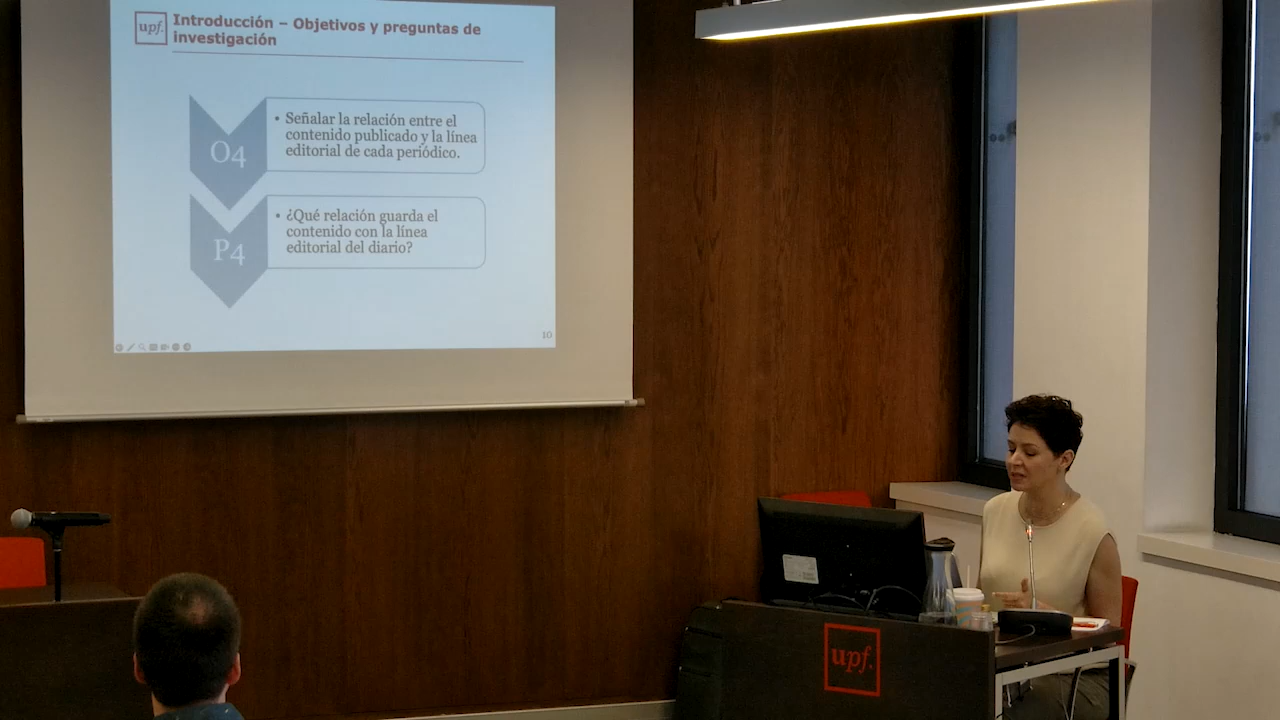 upf.
Introducción – Objetivos y preguntas de
investigación
O4
• Señalar la relación entre el
contenido publicado y la línea
editorial de cada periódico.
P4
• ¿Qué relación guarda el
contenido con la línea
editorial del diario?
10
upf.